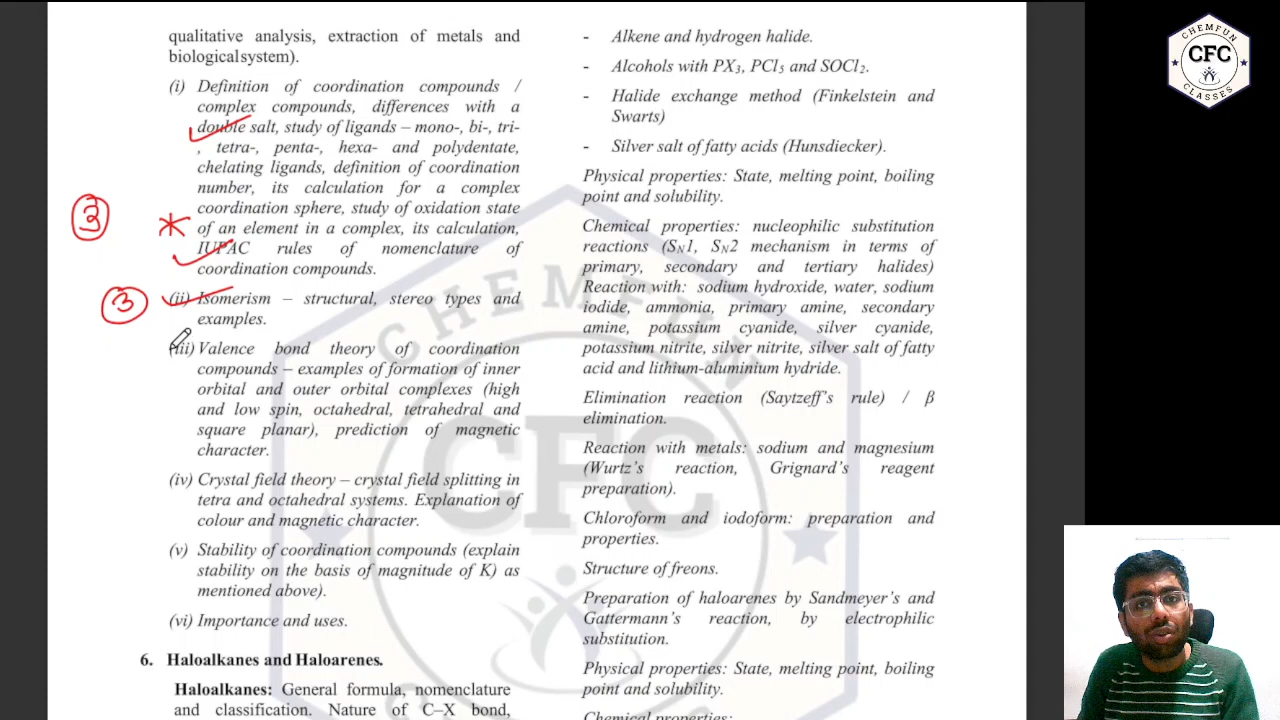 qualitative analysis, extraction of metals and
biological system).
(i) Definition of coordination compounds /
complex compounds, differences with a
double salt, study of ligands – mono-, bi-, tri-
, tetra-, penta-, hexa- and polydentate,
chelating ligands, definition of coordination
number, its calculation for a complex
coordination sphere, study of oxidation state
of an element in a complex, its calculation,
IUPAC rules of nomenclature of
coordination compounds.
(ii) Isomerism – structural, stereo types and
examples.
(iii) Valence bond theory of coordination
compounds – examples of formation of inner
orbital and outer orbital complexes (high
and low spin, octahedral, tetrahedral and
square planar), prediction of magnetic
character.
(iv) Crystal field theory – crystal field splitting in
tetra and octahedral systems. Explanation of
colour and magnetic character.
(v) Stability of coordination compounds (explain
stability on the basis of magnitude of K) as
mentioned above).
(vi) Importance and uses.
6. Haloalkanes and Haloarenes.
Haloalkanes: General formula, nomenclature
and classification. Nature of C–X bond,
3
*
3
- Alkene and hydrogen halide.
- Alcohols with PX3, PCl5 and SOCl2.
- Halide exchange method (Finkelstein and
Swarts)
- Silver salt of fatty acids (Hunsdiecker).
Physical properties: State, melting point, boiling
point and solubility.
Chemical properties: nucleophilic substitution
reactions (SN1, SN2 mechanism in terms of
primary, secondary and tertiary halides)
Reaction with: sodium hydroxide, water, sodium
iodide, ammonia, primary amine, secondary
amine, potassium cyanide, silver cyanide,
potassium nitrite, silver nitrite, silver salt of fatty
acid and lithium-aluminium hydride.
Elimination reaction (Saytzeff’s rule) / β
elimination.
Reaction with metals: sodium and magnesium
(Wurtz’s reaction, Grignard’s reagent
preparation).
Chloroform and iodoform: preparation and
properties.
Structure of freons.
Preparation of haloarenes by Sandmeyer’s and
Gattermann’s reaction, by electrophilic
substitution.
Physical properties: State, melting point, boiling
point and solubility.
Chemical properties:
CHEMFUN
CFC
CLASSES
CHEMFUN
CFC